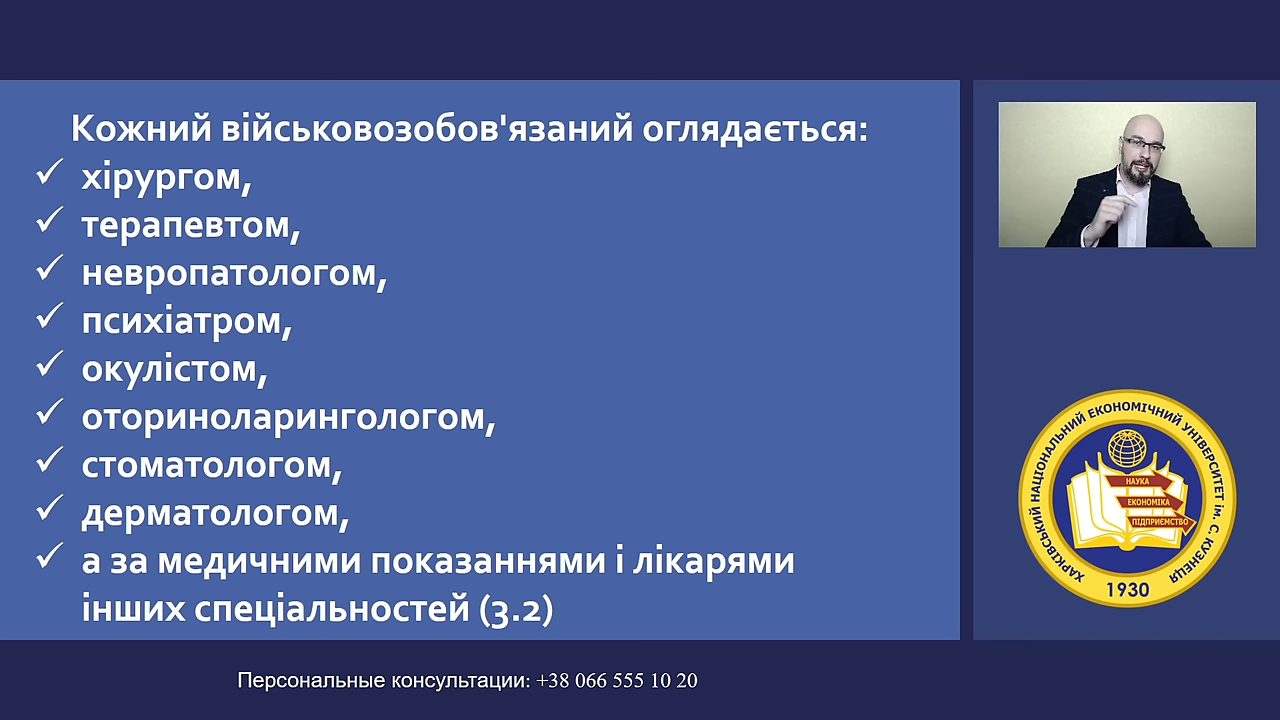 Кожний військовозобов'язаний оглядається:
✓ хірургом,
✓ терапевтом,
✓ невропатологом,
✓ психіатром,
✓ окулістом,
✓ оториноларингологом,
✓ стоматологом,
✓ дерматологом,
✓ а за медичними показаннями і лікарями
інших спеціальностей (3.2)
ХАРКІВСЬКИЙ НАЦІОНАЛЬНИЙ ЕКОНОМІЧНИЙ УНІВЕРСИТЕТ ім. С. КУЗНЕЦЯ
НАУКА
ЕКОНОМІКА
ПІДПРИЄМСТВО
1930
Персональные консультации: +38 066 555 10 20